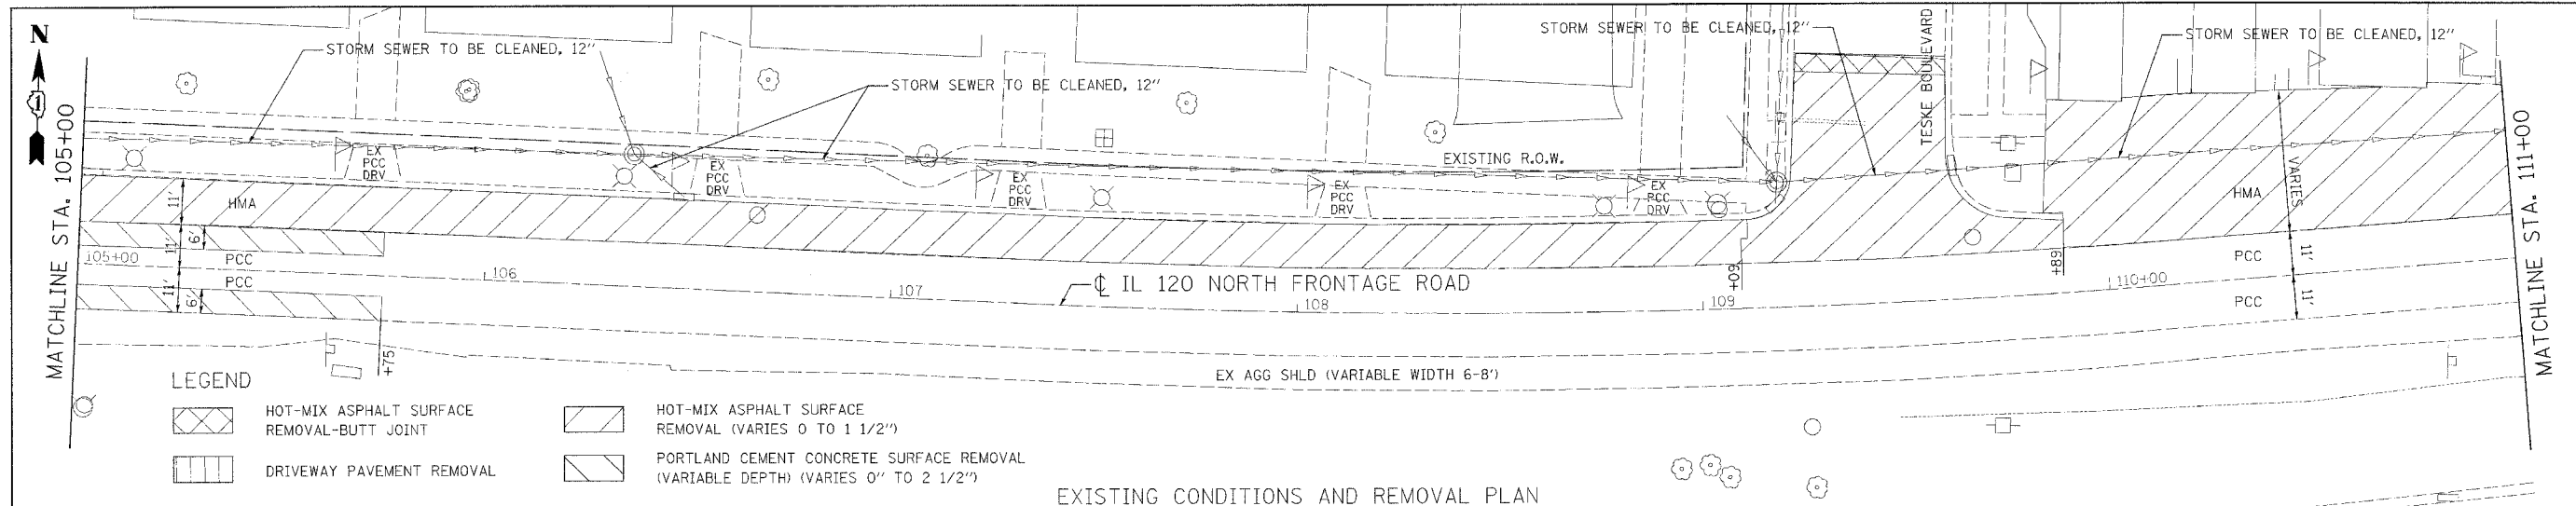 N
1
STORM SEWER TO BE CLEANED, 12"
STORM SEWER TO BE CLEANED, 12"
STORM SEWER TO BE CLEANED, 12"
STORM SEWER TO BE CLEANED, 12"
TESKE BOULEVARD
MATCHLINE STA. 105+00
MATCHLINE STA. 111+00
EXISTING R.O.W.
EX
PCC
DRV
EX
PCC
DRV
EX
PCC
DRV
EX
PCC
DRV
EX
PCC
DRV
11'
HMA
HMA
VARIES
11'
6'
PCC
105+00
PCC
11'
6'
106
107
108
109
110+00
+09
+89
PCC
11'
PCC
11'
℄ IL 120 NORTH FRONTAGE ROAD
+75
EX AGG SHLD (VARIABLE WIDTH 6-8')
LEGEND
HOT-MIX ASPHALT SURFACE
REMOVAL-BUTT JOINT
HOT-MIX ASPHALT SURFACE
REMOVAL (VARIES 0 TO 1 1/2")
DRIVEWAY PAVEMENT REMOVAL
PORTLAND CEMENT CONCRETE SURFACE REMOVAL
(VARIABLE DEPTH) (VARIES 0" TO 2 1/2")
EXISTING CONDITIONS AND REMOVAL PLAN